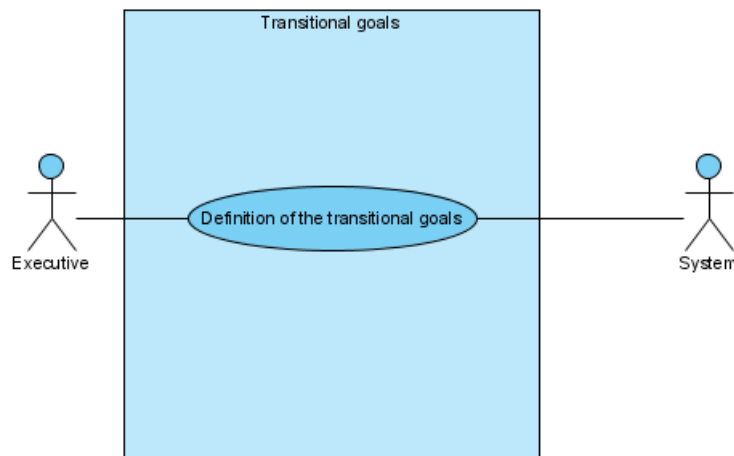 Transitional goals
Definition of the transitional goals
Executive
System